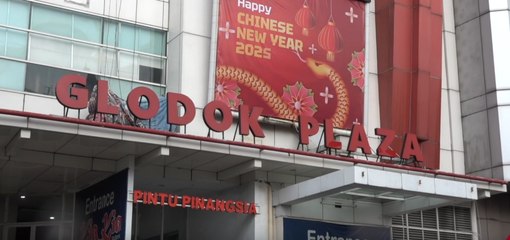 Happy
CHINESE
NEW YEAR
2025
GLODOK PLAZA
PINTU PINANGSIA
Entrance
Entrance